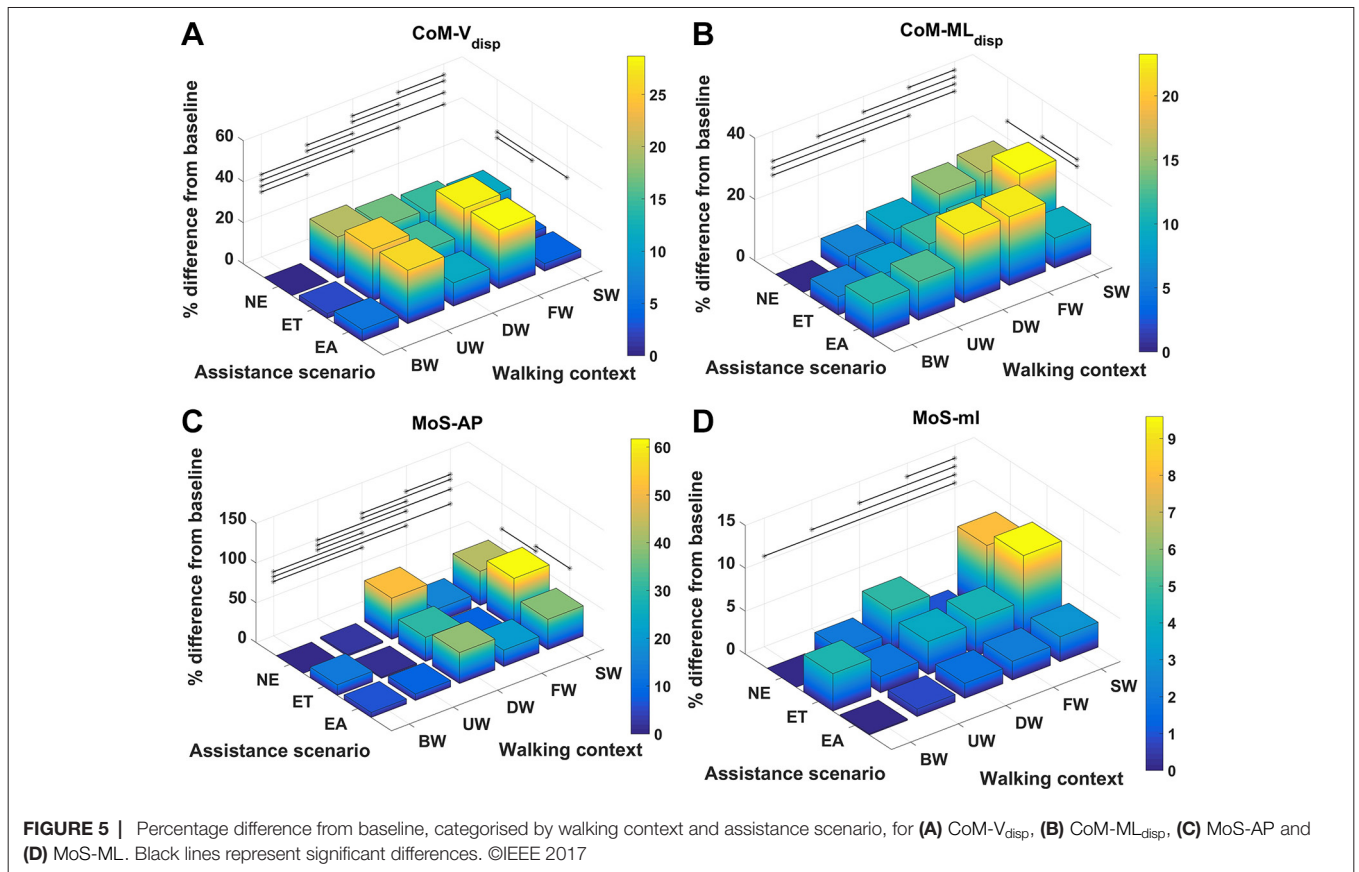 A
CoM-Vdisp
% difference from baseline
60
40
20
0
NE
ET
EA
Assistance scenario
BW
UW
DW
FW
SW
Walking context
25
20
15
10
5
0
B
CoM-MLdisp
% difference from baseline
40
20
0
NE
ET
EA
Assistance scenario
BW
UW
DW
FW
SW
Walking context
20
15
10
5
0
C
MoS-AP
% difference from baseline
150
100
50
0
NE
ET
EA
Assistance scenario
BW
UW
DW
FW
SW
Walking context
60
50
40
30
20
10
0
D
MoS-ml
% difference from baseline
15
10
5
0
NE
ET
EA
Assistance scenario
BW
UW
DW
FW
SW
Walking context
9
8
7
6
5
4
3
2
1
0
FIGURE 5 | Percentage difference from baseline, categorised by walking context and assistance scenario, for (A) CoM-Vdisp, (B) CoM-MLdisp, (C) MoS-AP and
(D) MoS-ML. Black lines represent significant differences. ©IEEE 2017